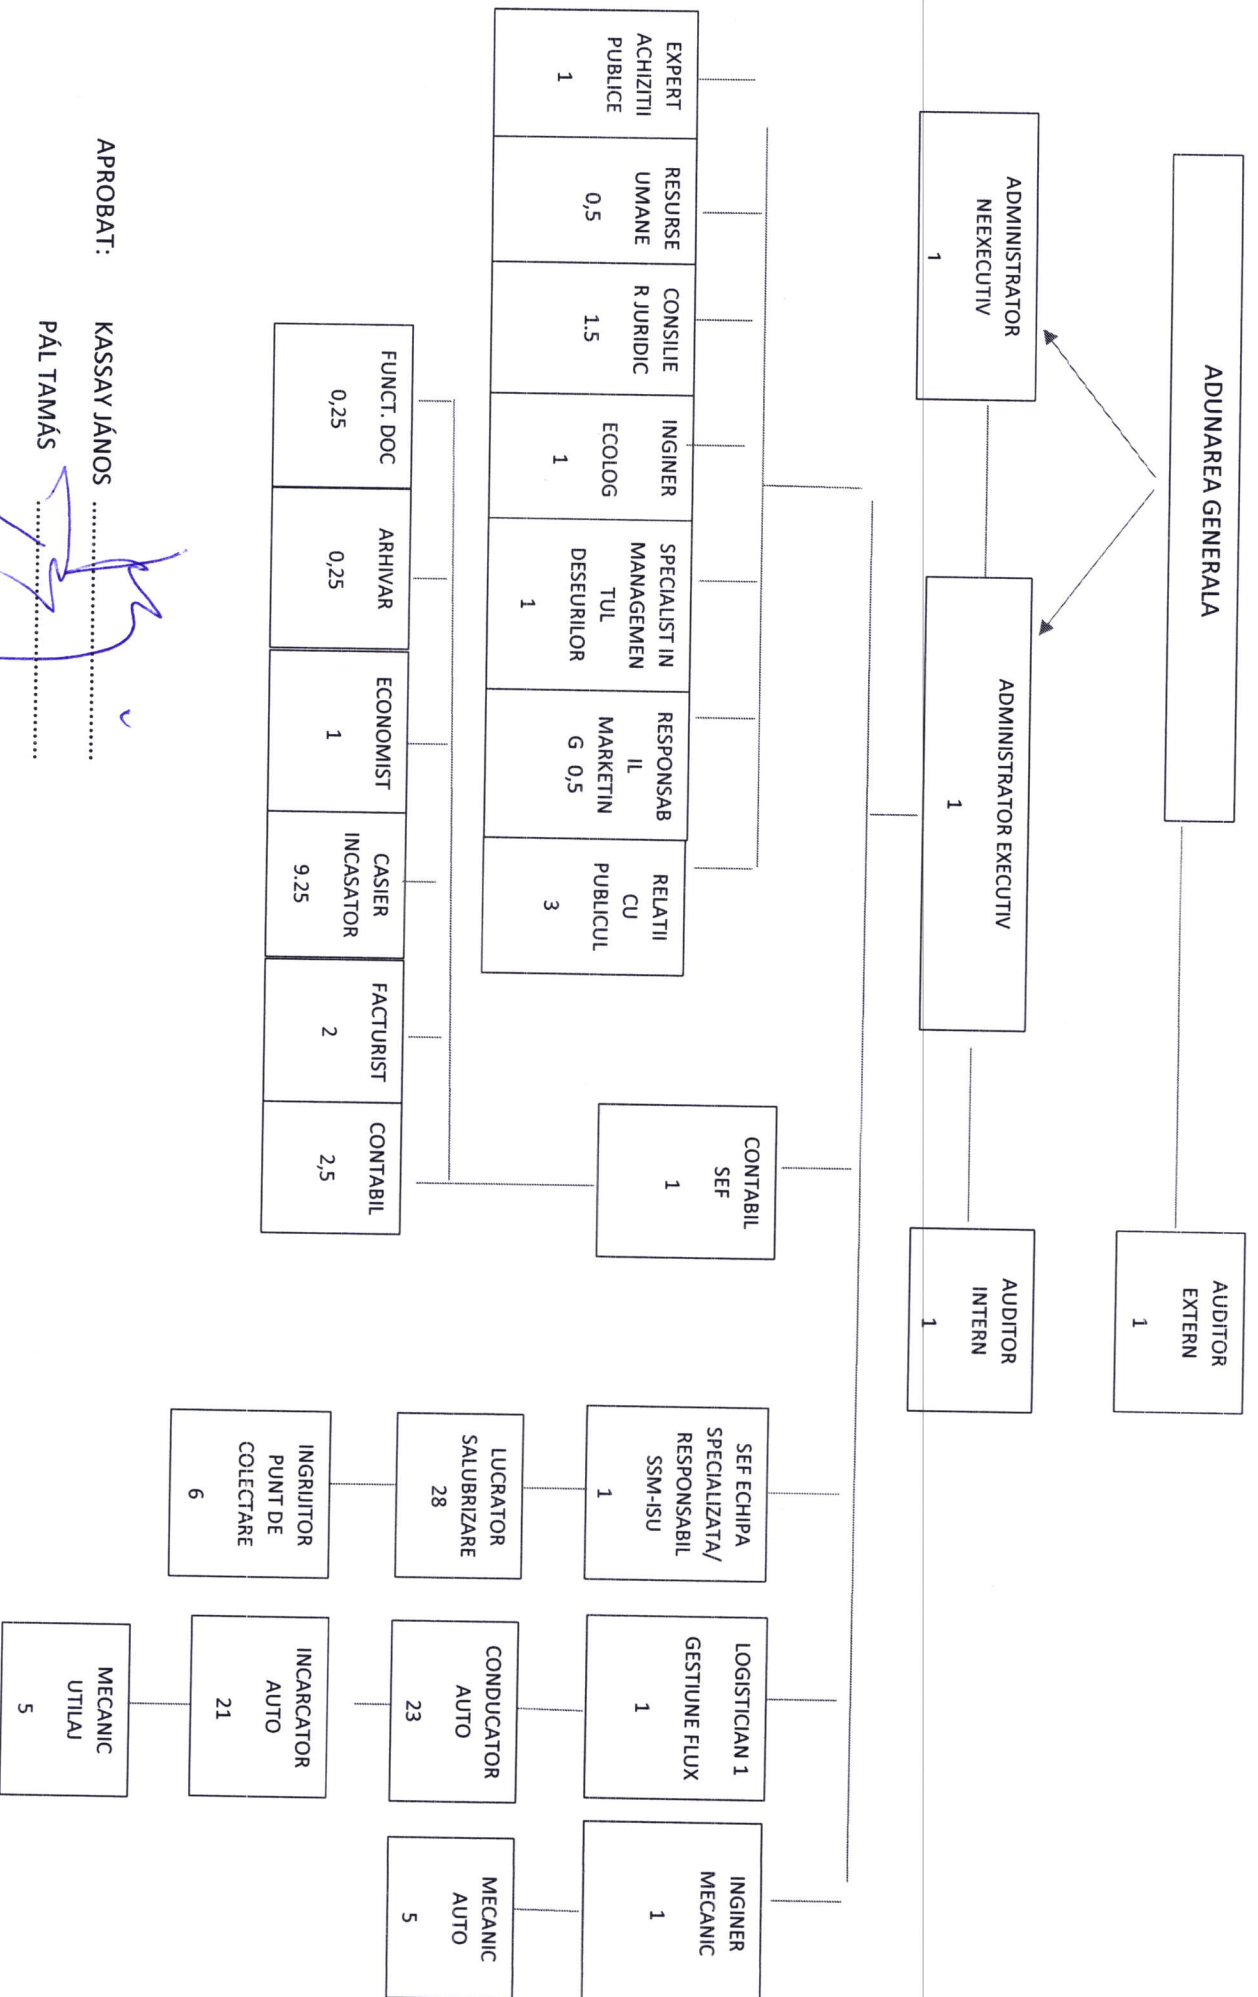 ADUNAREA GENERALA
AUDITOR
EXTERN
1
ADMINISTRATOR
NEEXECUTIV
1
ADMINISTRATOR EXECUTIV
1
AUDITOR
INTERN
1
EXPERT
ACHIZITII
PUBLICE
1
RESURSE
UMANE
0,5
CONSILIE
R JURIDIC
1.5
INGINER
ECOLOG
1
SPECIALIST IN
MANAGEMEN
TUL
DESEURILOR
1
RESPONSAB
IL
MARKETIN
G 0,5
RELATII
CU
PUBLICUL
3
CONTABIL
SEF
1
SEF ECHIPA
SPECIALIZATA/
RESPONSABIL
SSM-ISU
1
LOGISTICIAN 1
GESTIUNE FLUX
1
INGINER
MECANIC
1
FUNCT. DOC
0,25
ARHIVAR
0,25
ECONOMIST
1
CASIER
INCASATOR
9.25
FACTURIST
2
CONTABIL
2,5
LUCRATOR
SALUBRIZARE
28
CONDUCATOR
AUTO
23
MECANIC
AUTO
5
INGRIJITOR
PUNT DE
COLECTARE
6
INCARCATOR
AUTO
21
MECANIC
UTILAJ
5
APROBAT: KASSAY JÁNOS
PÁL TAMÁS